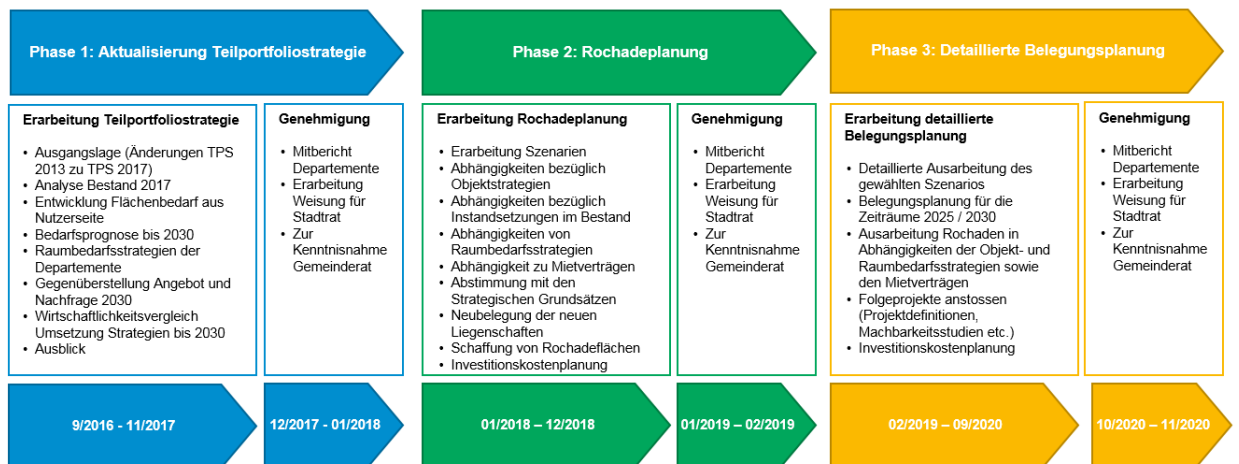 Phase 1: Aktualisierung Teilportfoliostrategie
Phase 2: Rochadeplanung
Phase 3: Detaillierte Belegungsplanung
Erarbeitung Teilportfoliostrategie
• Ausgangslage (Änderungen TPS
2013 zu TPS 2017)
• Analyse Bestand 2017
• Entwicklung Flächenbedarf aus
Nutzerseite
• Bedarfsprognose bis 2030
• Raumbedarfsstrategien der
Departemente
• Gegenüberstellung Angebot und
Nachfrage 2030
• Wirtschaftlichkeitsvergleich
Umsetzung Strategien bis 2030
• Ausblick
Genehmigung
• Mitbericht
Departemente
• Erarbeitung
Weisung für
Stadtrat
• Zur
Kenntnisnahme
Gemeinderat
Erarbeitung Rochadeplanung
• Erarbeitung Szenarien
• Abhängigkeiten bezüglich
Objektstrategien
• Abhängigkeiten bezüglich
Instandsetzungen im Bestand
• Abhängigkeiten von
Raumbedarfsstrategien
• Abhängigkeit zu Mietverträgen
• Abstimmung mit den
Strategischen Grundsätzen
• Neubelegung der neuen
Liegenschaften
• Schaffung von Rochadeflächen
• Investitionskostenplanung
Genehmigung
• Mitbericht
Departemente
• Erarbeitung
Weisung für
Stadtrat
• Zur
Kenntnisnahme
Gemeinderat
Erarbeitung detaillierte
Belegungsplanung
• Detaillierte Ausarbeitung des
gewählten Szenarios
• Belegungsplanung für die
Zeiträume 2025 / 2030
• Ausarbeitung Rochaden in
Abhängigkeiten der Objekt- und
Raumbedarfsstrategien sowie
den Mietverträgen
• Folgeprojekte anstossen
(Projektdefinitionen,
Machbarkeitsstudien etc.)
• Investitionskostenplanung
Genehmigung
• Mitbericht
Departemente
• Erarbeitung
Weisung für
Stadtrat
• Zur
Kenntnisnahme
Gemeinderat
9/2016 - 11/2017
12/2017 - 01/2018
01/2018 – 12/2018
01/2019 – 02/2019
02/2019 – 09/2020
10/2020 – 11/2020